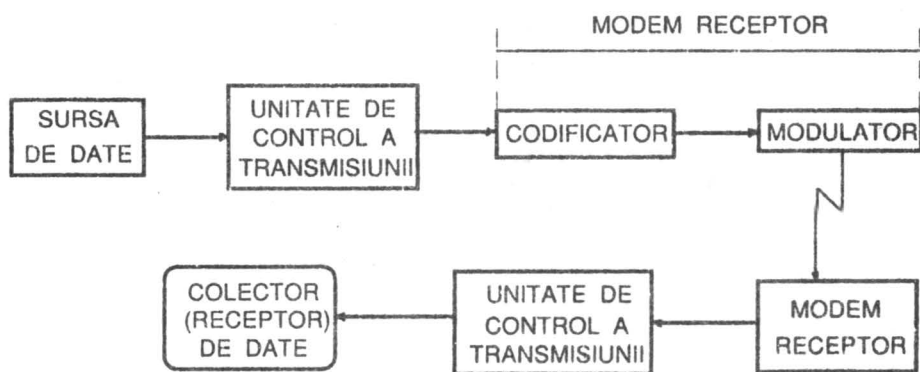 MODEM RECEPTOR
SURSA
DE DATE
UNITATE DE
CONTROL A
TRANSMISIUNII
CODIFICATOR
MODULATOR
MODEM
RECEPTOR
UNITATE DE
CONTROL A
TRANSMISIUNII
COLECTOR
(RECEPTOR)
DE DATE